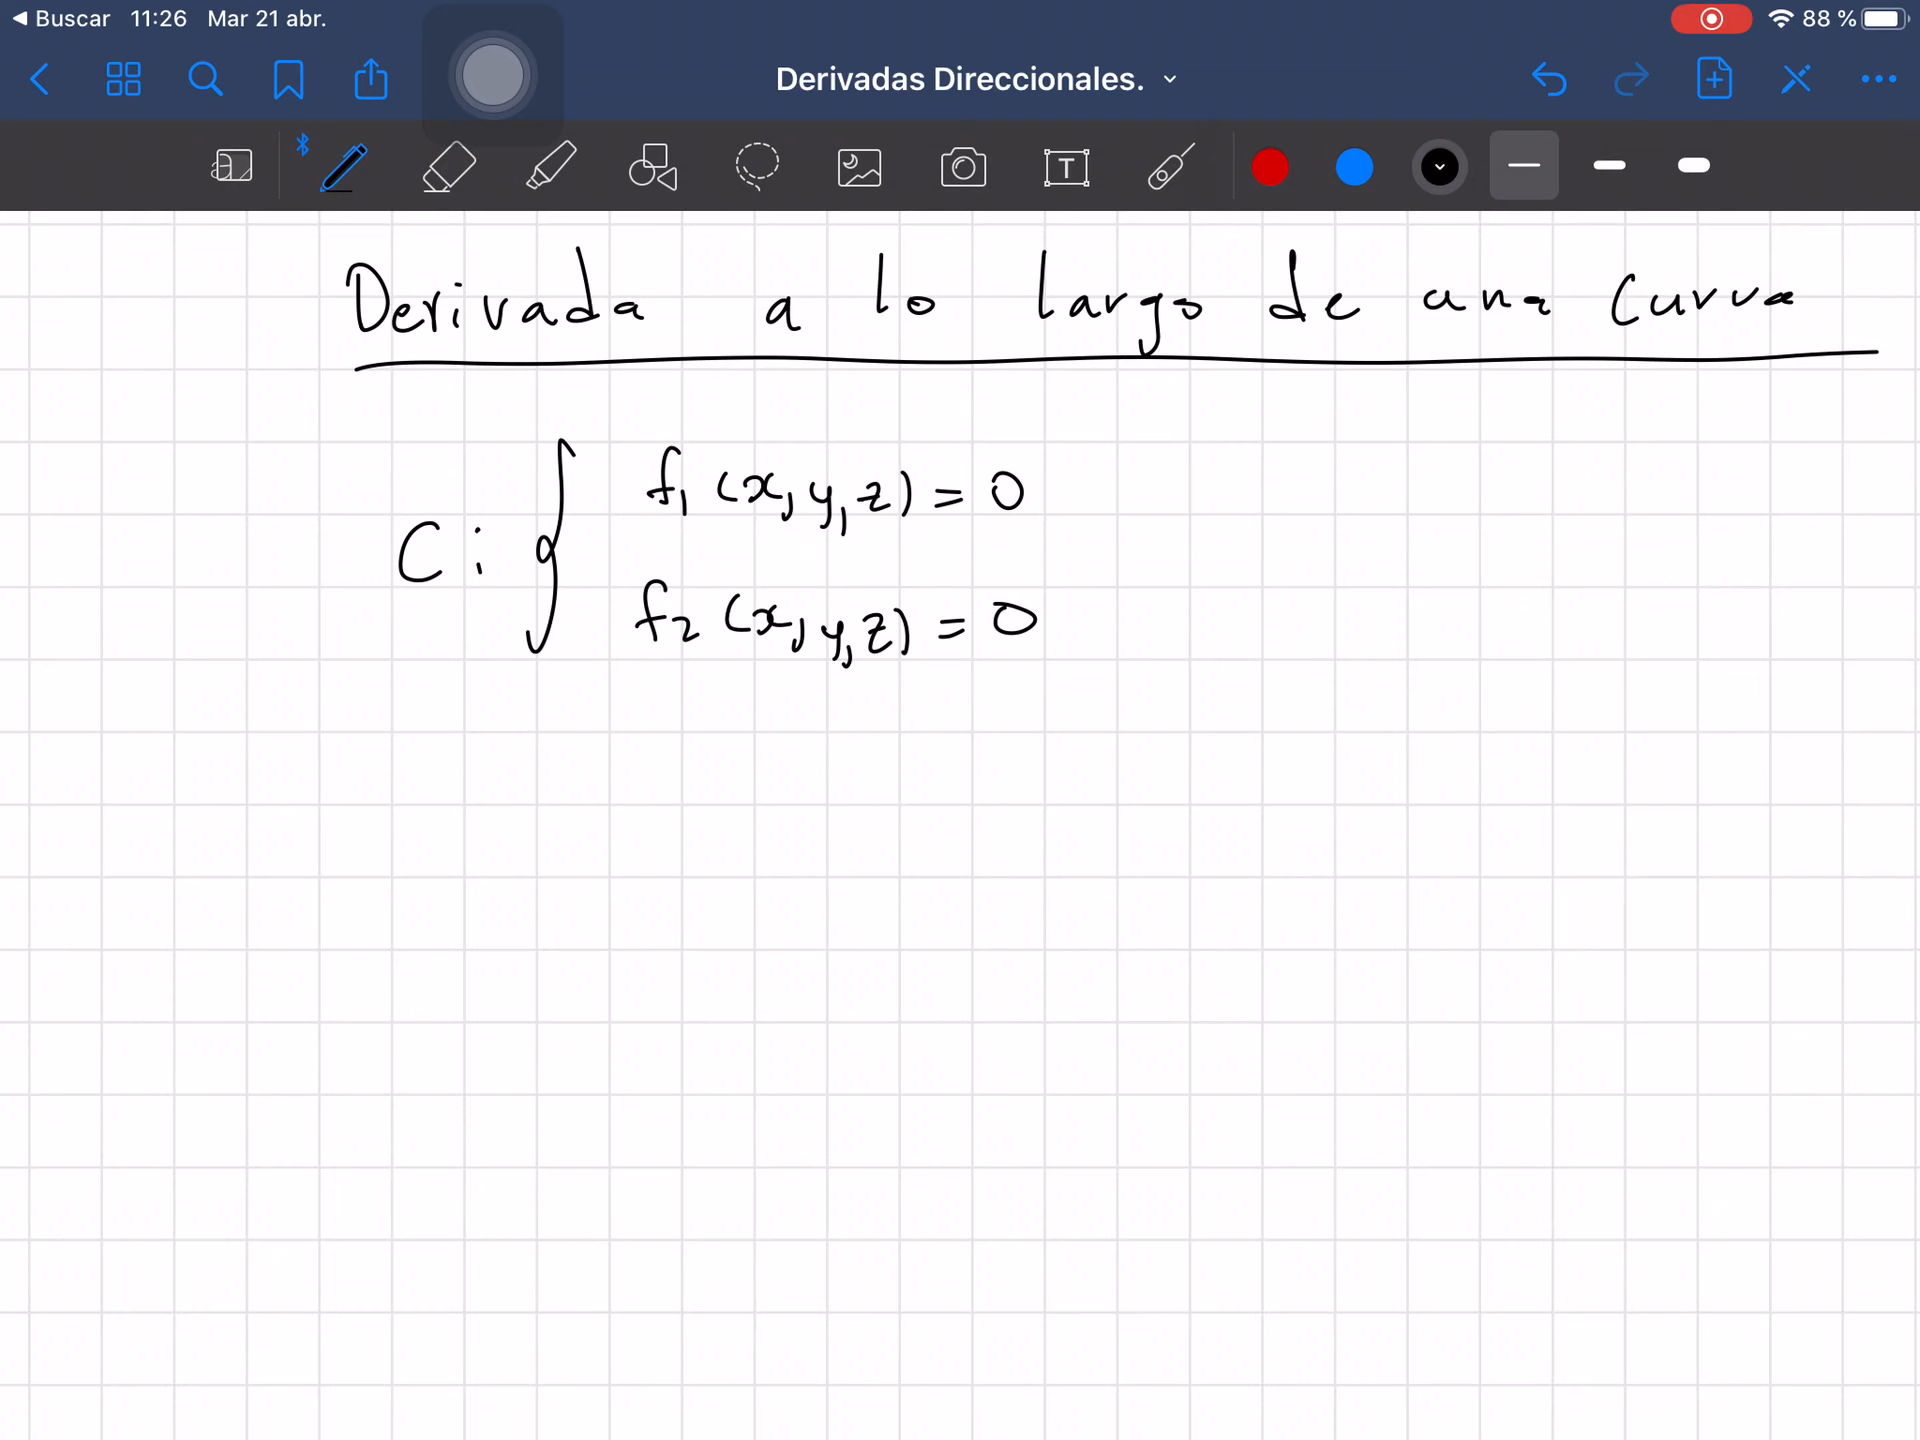 Buscar 11:26 Mar 21 abr. 88 %
Derivadas Direccionales.
Derivada a lo largo de una Curva
f₁ (x, y, z) = 0
C : {
f₂ (x, y, z) = 0